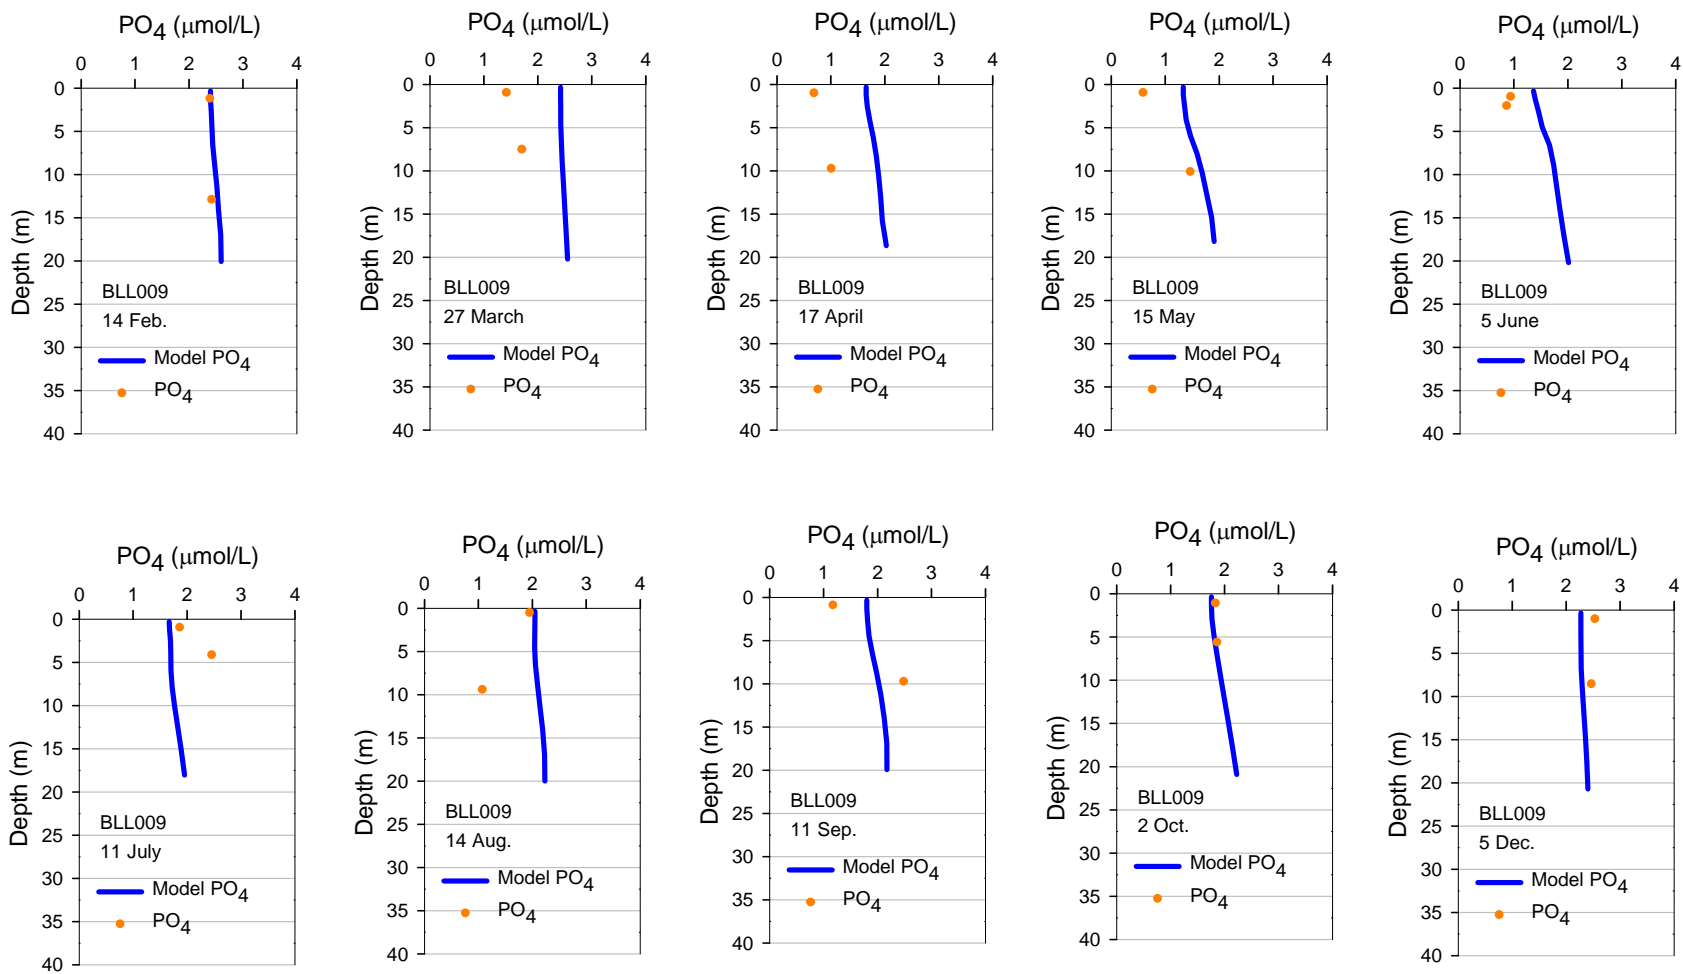 PO4 (μmol/L)
0 1 2 3 4
0
5
10
15
20
25
30
35
40
Depth (m)
BLL009
14 Feb.
Model PO4
PO4
PO4 (μmol/L)
0 1 2 3 4
0
5
10
15
20
25
30
35
40
Depth (m)
BLL009
27 March
Model PO4
PO4
PO4 (μmol/L)
0 1 2 3 4
0
5
10
15
20
25
30
35
40
Depth (m)
BLL009
17 April
Model PO4
PO4
PO4 (μmol/L)
0 1 2 3 4
0
5
10
15
20
25
30
35
40
Depth (m)
BLL009
15 May
Model PO4
PO4
PO4 (μmol/L)
0 1 2 3 4
0
5
10
15
20
25
30
35
40
Depth (m)
BLL009
5 June
Model PO4
PO4
PO4 (μmol/L)
0 1 2 3 4
0
5
10
15
20
25
30
35
40
Depth (m)
BLL009
11 July
Model PO4
PO4
PO4 (μmol/L)
0 1 2 3 4
0
5
10
15
20
25
30
35
40
Depth (m)
BLL009
14 Aug.
Model PO4
PO4
PO4 (μmol/L)
0 1 2 3 4
0
5
10
15
20
25
30
35
40
Depth (m)
BLL009
11 Sep.
Model PO4
PO4
PO4 (μmol/L)
0 1 2 3 4
0
5
10
15
20
25
30
35
40
Depth (m)
BLL009
2 Oct.
Model PO4
PO4
PO4 (μmol/L)
0 1 2 3 4
0
5
10
15
20
25
30
35
40
Depth (m)
BLL009
5 Dec.
Model PO4
PO4